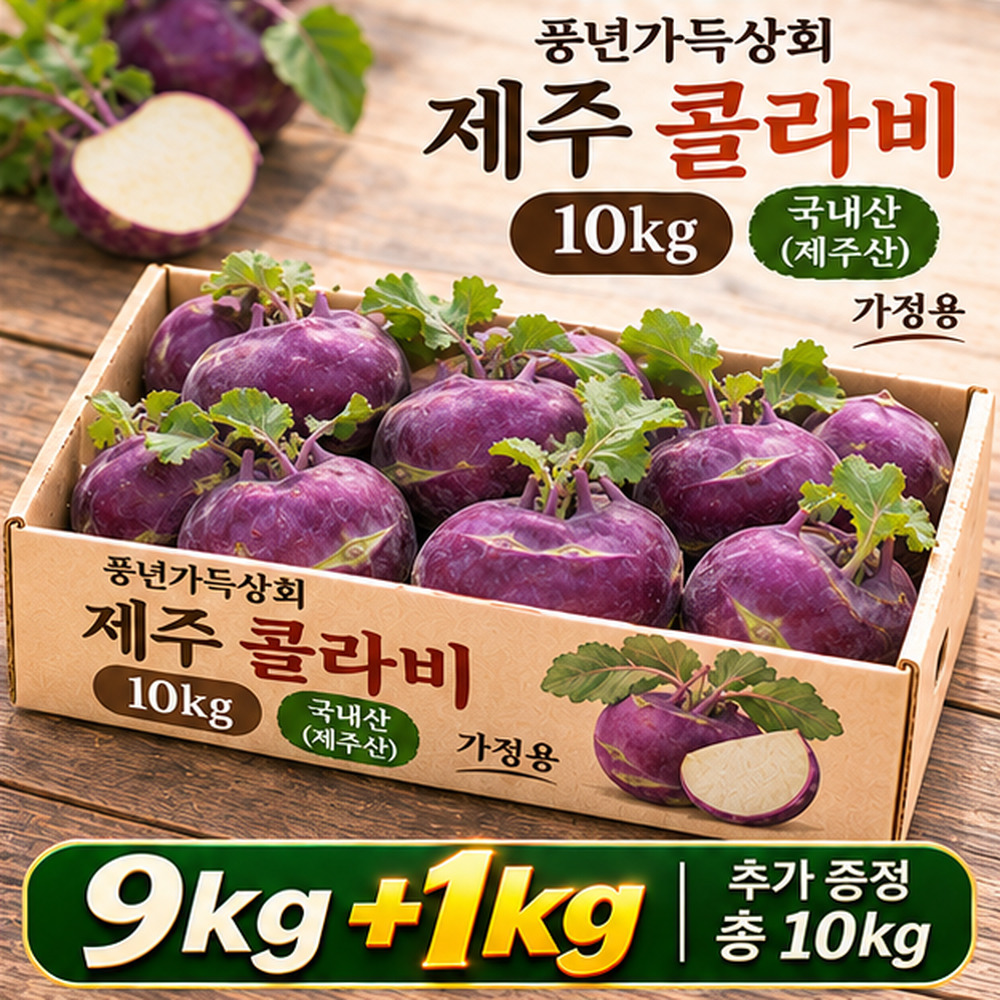 풍년가득상회
제주 콜라비
10kg
국내산
(제주산)
가정용
풍년가득상회
제주 콜라비
10kg
국내산
(제주산)
가정용
9kg+1kg
추가 증정
총 10kg